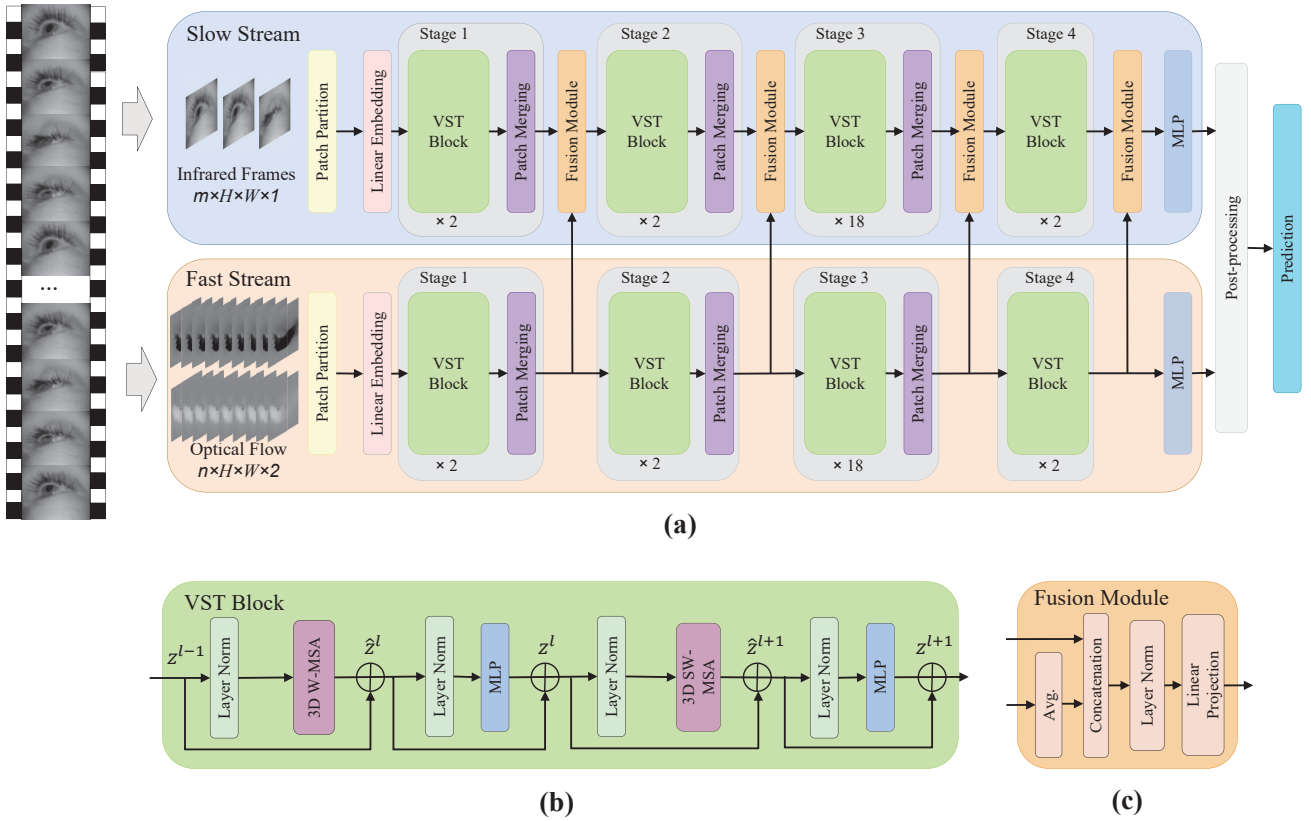 Slow Stream
Infrared Frames
m×H×W×1
Patch Partition
Linear Embedding
Stage 1
VST
Block
× 2
Patch Merging
Fusion Module
Stage 2
VST
Block
× 2
Patch Merging
Fusion Module
Stage 3
VST
Block
× 18
Patch Merging
Fusion Module
Stage 4
VST
Block
× 2
Fusion Module
MLP
...
Fast Stream
Optical Flow
n×H×W×2
Patch Partition
Linear Embedding
Stage 1
VST
Block
× 2
Patch Merging
Stage 2
VST
Block
× 2
Patch Merging
Stage 3
VST
Block
× 18
Patch Merging
Stage 4
VST
Block
× 2
MLP
Post-processing
Prediction
(a)
VST Block
z^{l−1}
Layer Norm
3D W-MSA
ẑ^l
Layer Norm
MLP
z^l
Layer Norm
3D SW-
MSA
ẑ^{l+1}
Layer Norm
MLP
z^{l+1}
(b)
Fusion Module
Avg.
Concatenation
Layer Norm
Linear
Projection
(c)